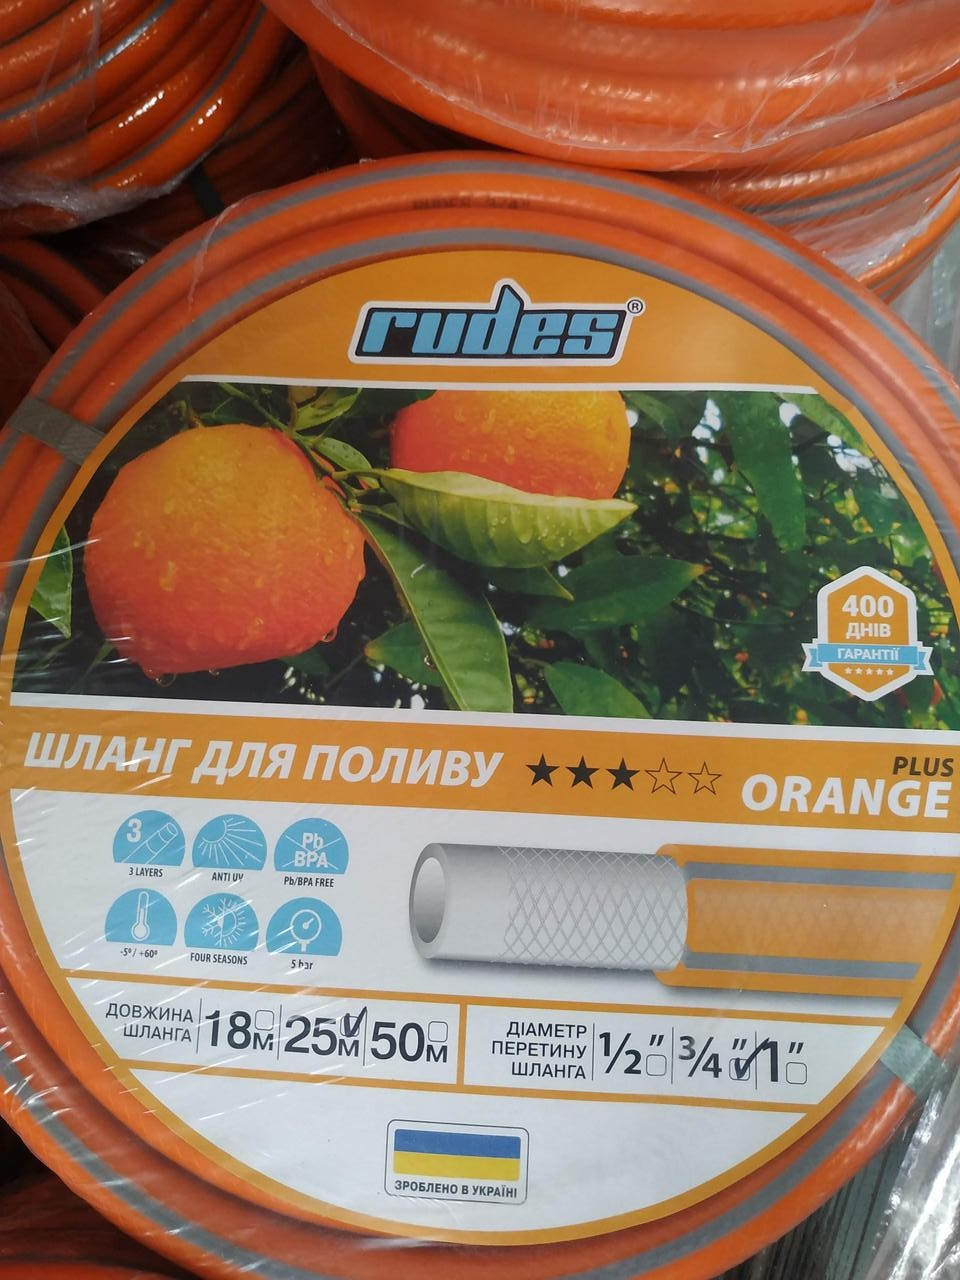 rudes®
400
ДНІВ
ГАРАНТІЇ
ШЛАНГ ДЛЯ ПОЛИВУ
PLUS
ORANGE
3
3 LAYERS
ANTI UV
Pb
BPA
Pb/BPA FREE
-5º / +60º
FOUR SEASONS
5 bar
ДОВЖИНА
ШЛАНГА
18м
25м
50м
ДІАМЕТР
ПЕРЕТИНУ
ШЛАНГА
1/2”
3/4”
1”
ЗРОБЛЕНО В УКРАЇНІ